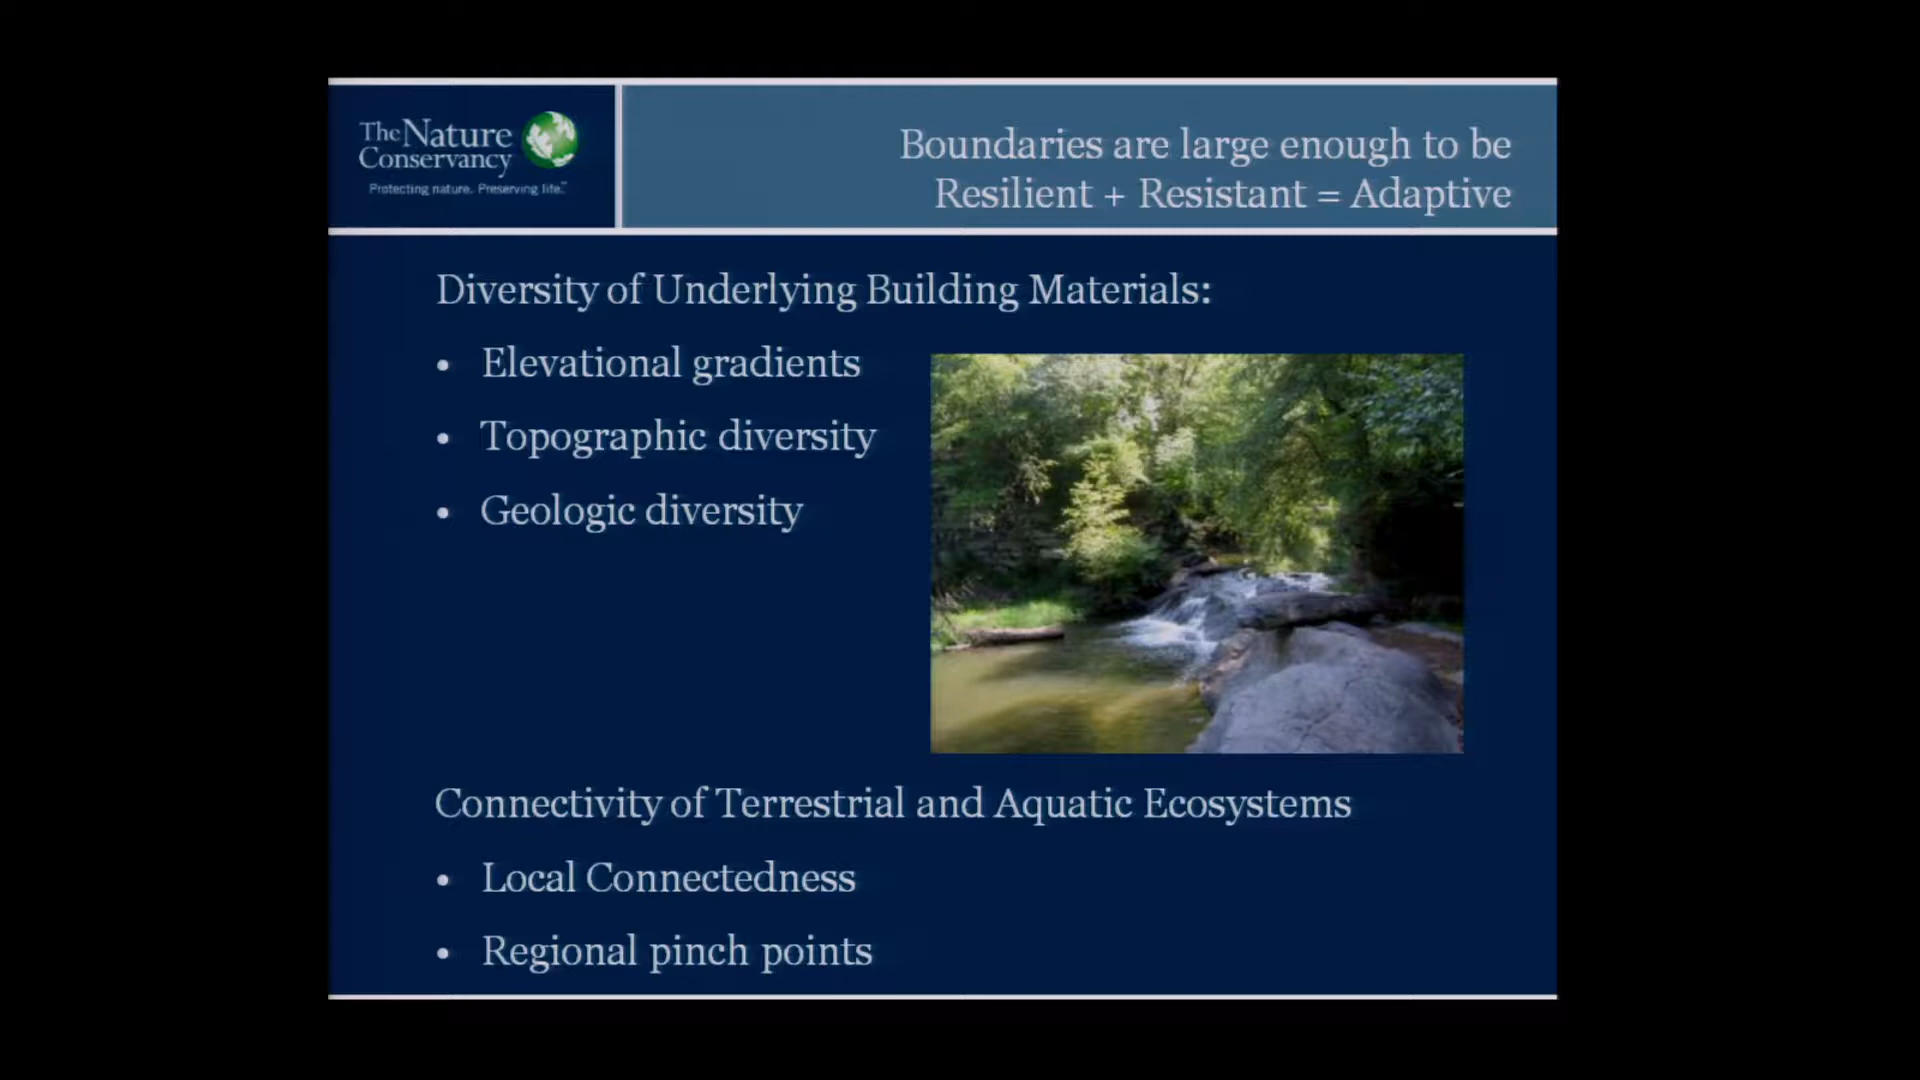 The Nature
Conservancy
Protecting nature. Preserving life.™
Boundaries are large enough to be
Resilient + Resistant = Adaptive
Diversity of Underlying Building Materials:
• Elevational gradients
• Topographic diversity
• Geologic diversity
Connectivity of Terrestrial and Aquatic Ecosystems
• Local Connectedness
• Regional pinch points